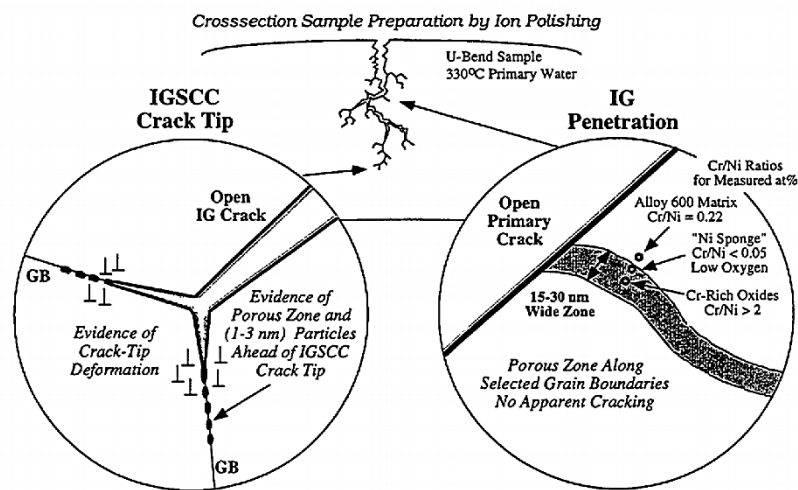 Crosssection Sample Preparation by Ion Polishing
U-Bend Sample
330ºC Primary Water
IGSCC
Crack Tip
IG
Penetration
Open
IG Crack
GB
Evidence of
Crack-Tip
Deformation
Evidence of
Porous Zone and
(1-3 nm) Particles
Ahead of IGSCC
Crack Tip
GB
Cr/Ni Ratios
for Measured at%
Open
Primary
Crack
Alloy 600 Matrix
Cr/Ni = 0.22
"Ni Sponge"
Cr/Ni < 0.05
Low Oxygen
15-30 nm
Wide Zone
Cr-Rich Oxides
Cr/Ni > 2
Porous Zone Along
Selected Grain Boundaries
No Apparent Cracking